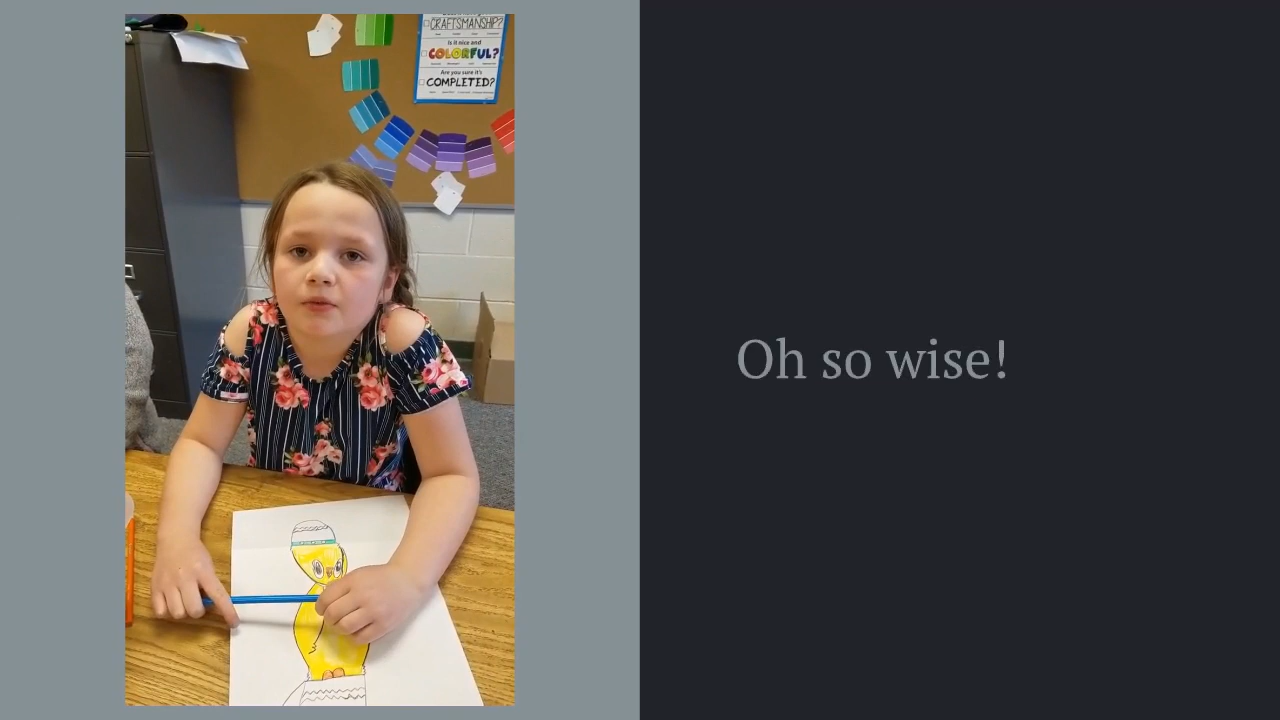 CRAFTSMANSHIP?
Is it nice and
COLORFUL?
Are you sure it's
COMPLETED?
Oh so wise!